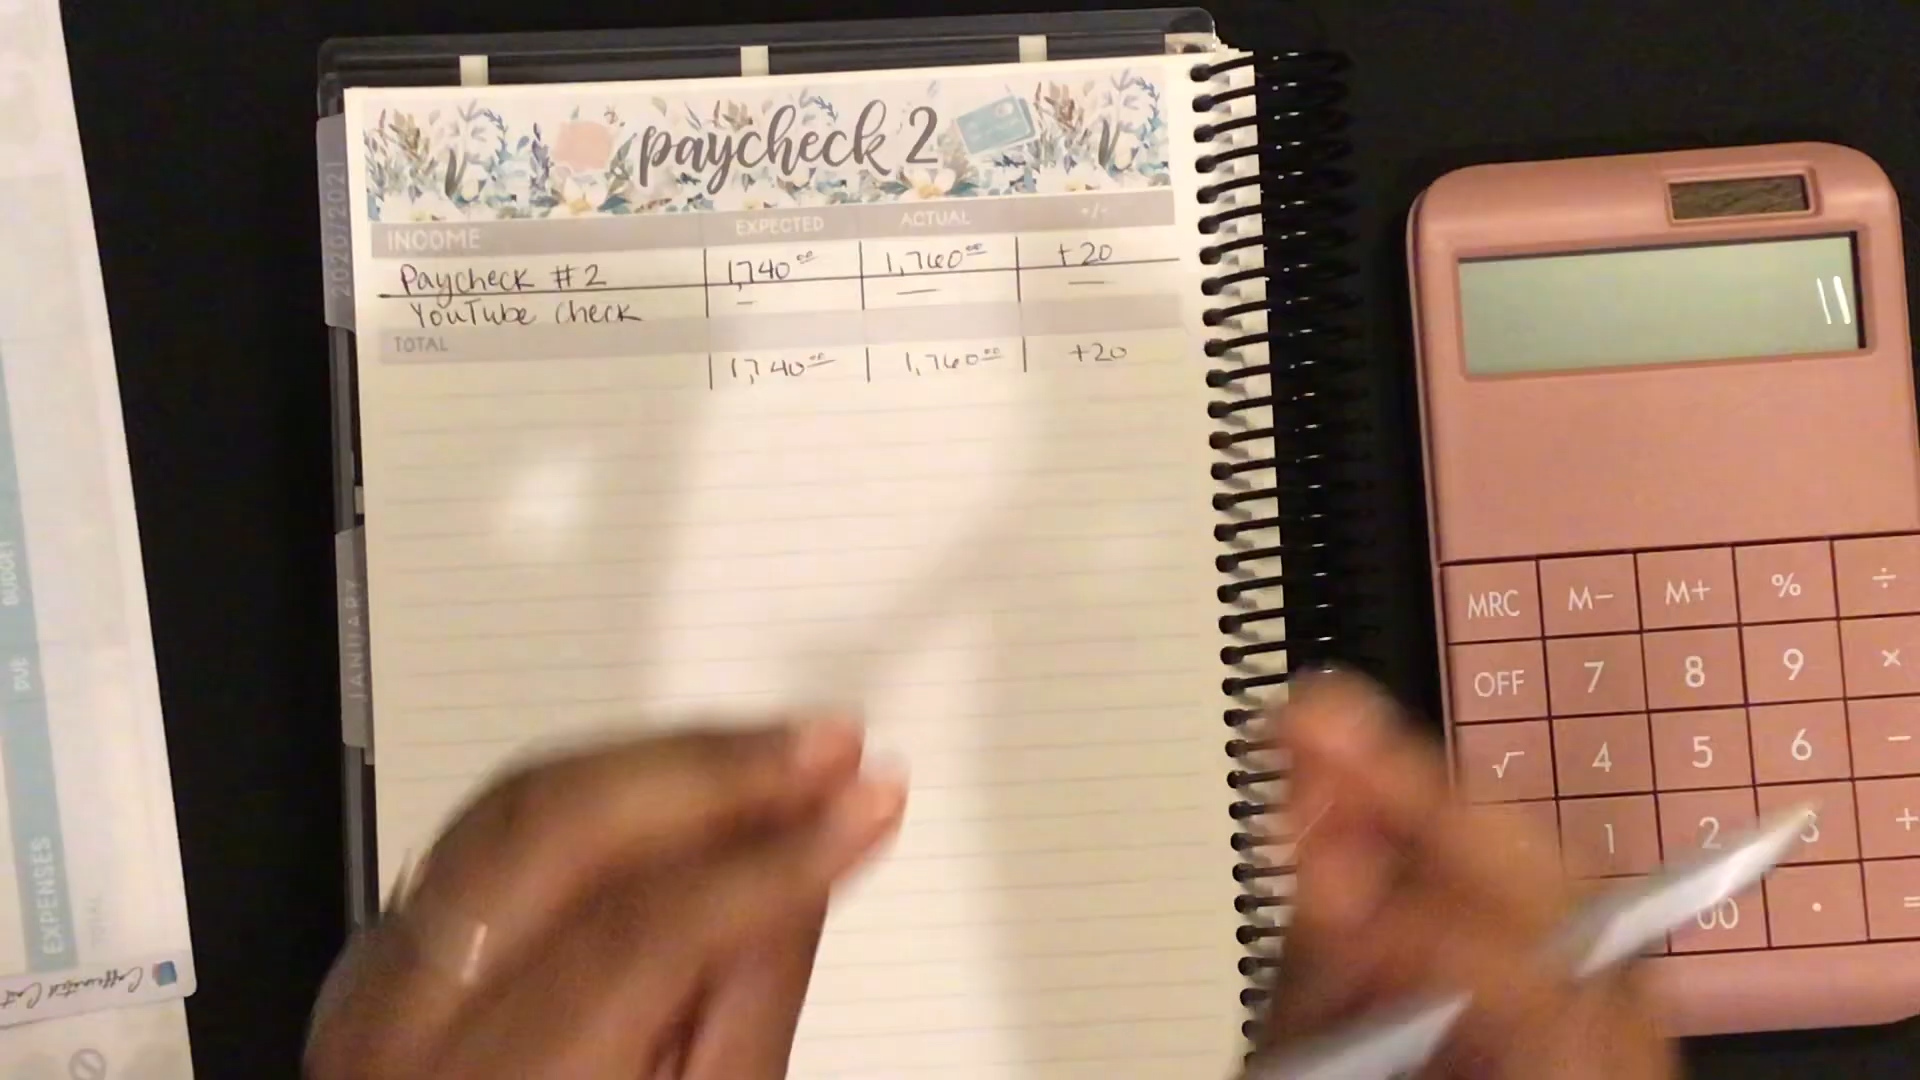 paycheck 2
INCOME EXPECTED ACTUAL +/-
Paycheck #2 1,740.00 1,760.00 +20
YouTube Check — — —
TOTAL
1,740.00 1,760.00 +20
2020/2021
JANUARY
BUDGET
DUE
EXPENSES
TOTAL
MRC M− M+ % ÷
OFF 7 8 9 ×
√ 4 5 6 −
1 2 3 +
00 . =